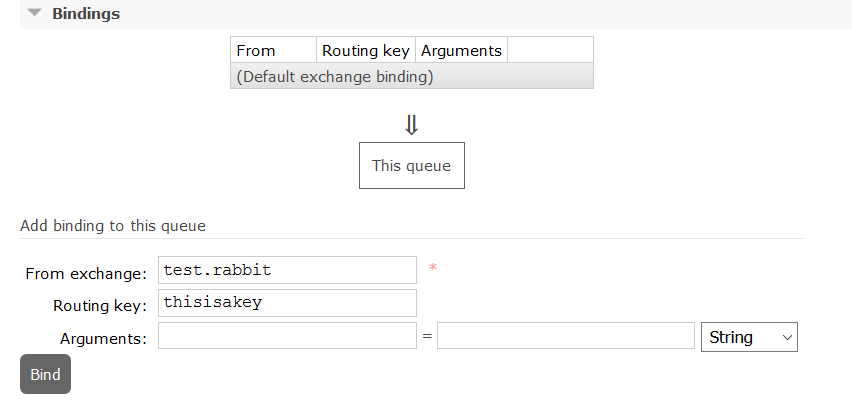 Bindings
From Routing key Arguments
(Default exchange binding)
⇓
This queue
Add binding to this queue
From exchange: test.rabbit *
Routing key: thisisakey
Arguments: = String
Bind